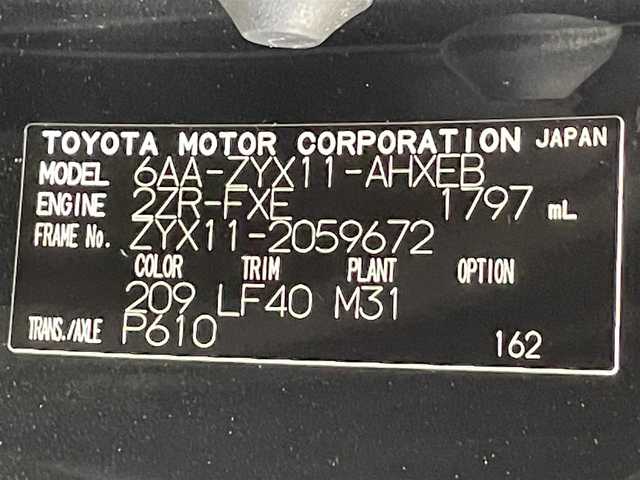 TOYOTA MOTOR CORPORATION JAPAN
MODEL 6AA-ZYX11-AHXEB
ENGINE 2ZR-FXE 1797 mL
FRAME No. ZYX11-2059672
COLOR TRIM PLANT OPTION
209 LF40 M31
TRANS./AXLE P610 162